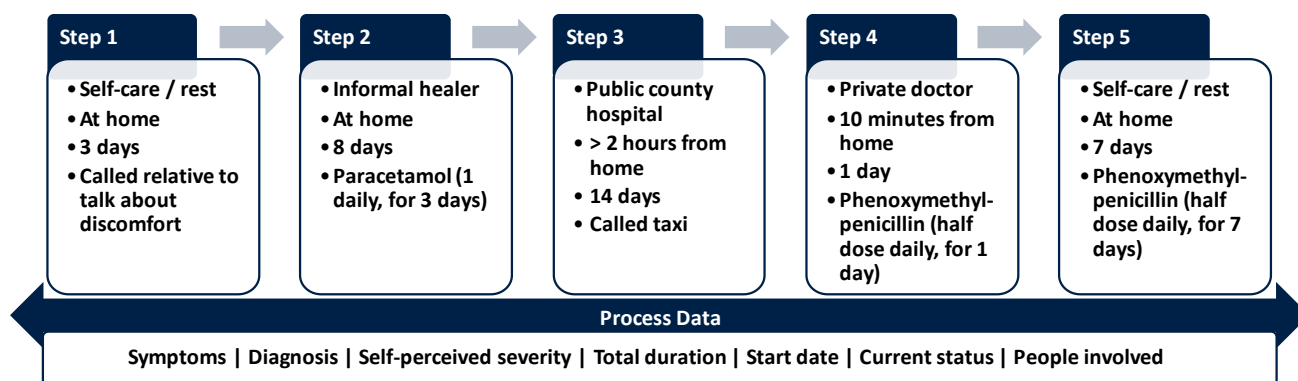 Step 1
• Self-care / rest
• At home
• 3 days
• Called relative to
talk about
discomfort
Step 2
• Informal healer
• At home
• 8 days
• Paracetamol (1
daily, for 3 days)
Step 3
• Public county
hospital
• > 2 hours from
home
• 14 days
• Called taxi
Step 4
• Private doctor
• 10 minutes from
home
• 1 day
• Phenoxymethyl-
penicillin (half
dose daily, for 1
day)
Step 5
• Self-care / rest
• At home
• 7 days
• Phenoxymethyl-
penicillin (half
dose daily, for 7
days)
Process Data
Symptoms | Diagnosis | Self-perceived severity | Total duration | Start date | Current status | People involved